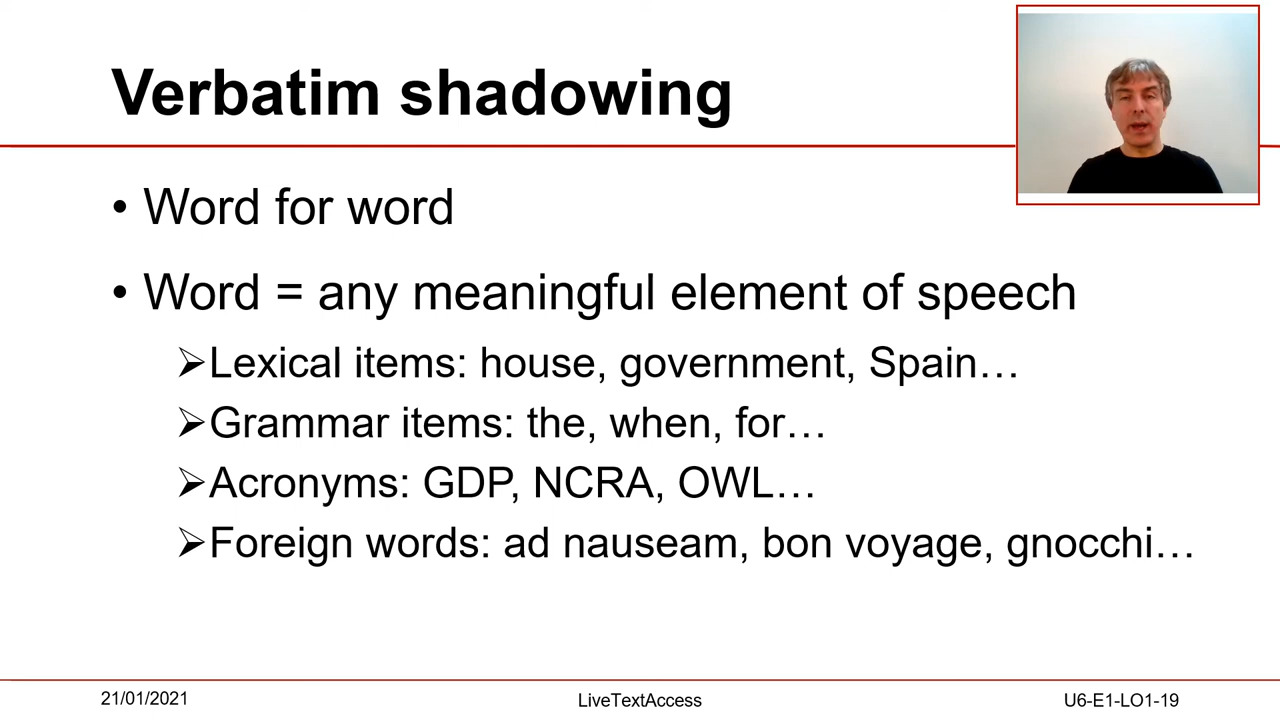 Verbatim shadowing
• Word for word
• Word = any meaningful element of speech
➢Lexical items: house, government, Spain…
➢Grammar items: the, when, for…
➢Acronyms: GDP, NCRA, OWL…
➢Foreign words: ad nauseam, bon voyage, gnocchi…
21/01/2021 LiveTextAccess U6-E1-LO1-19